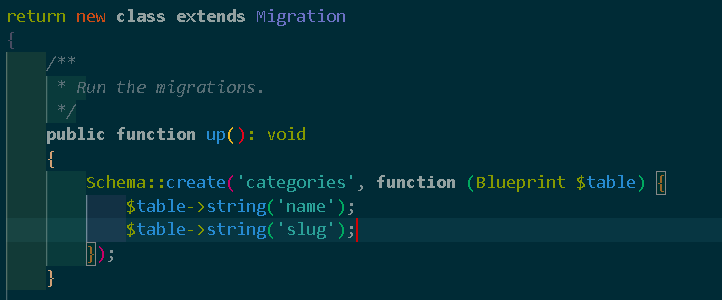 return new class extends Migration
{
    /**
     * Run the migrations.
     */
    public function up(): void
    {
        Schema::create('categories', function (Blueprint $table) {
            $table->string('name');
            $table->string('slug');
        });
    }